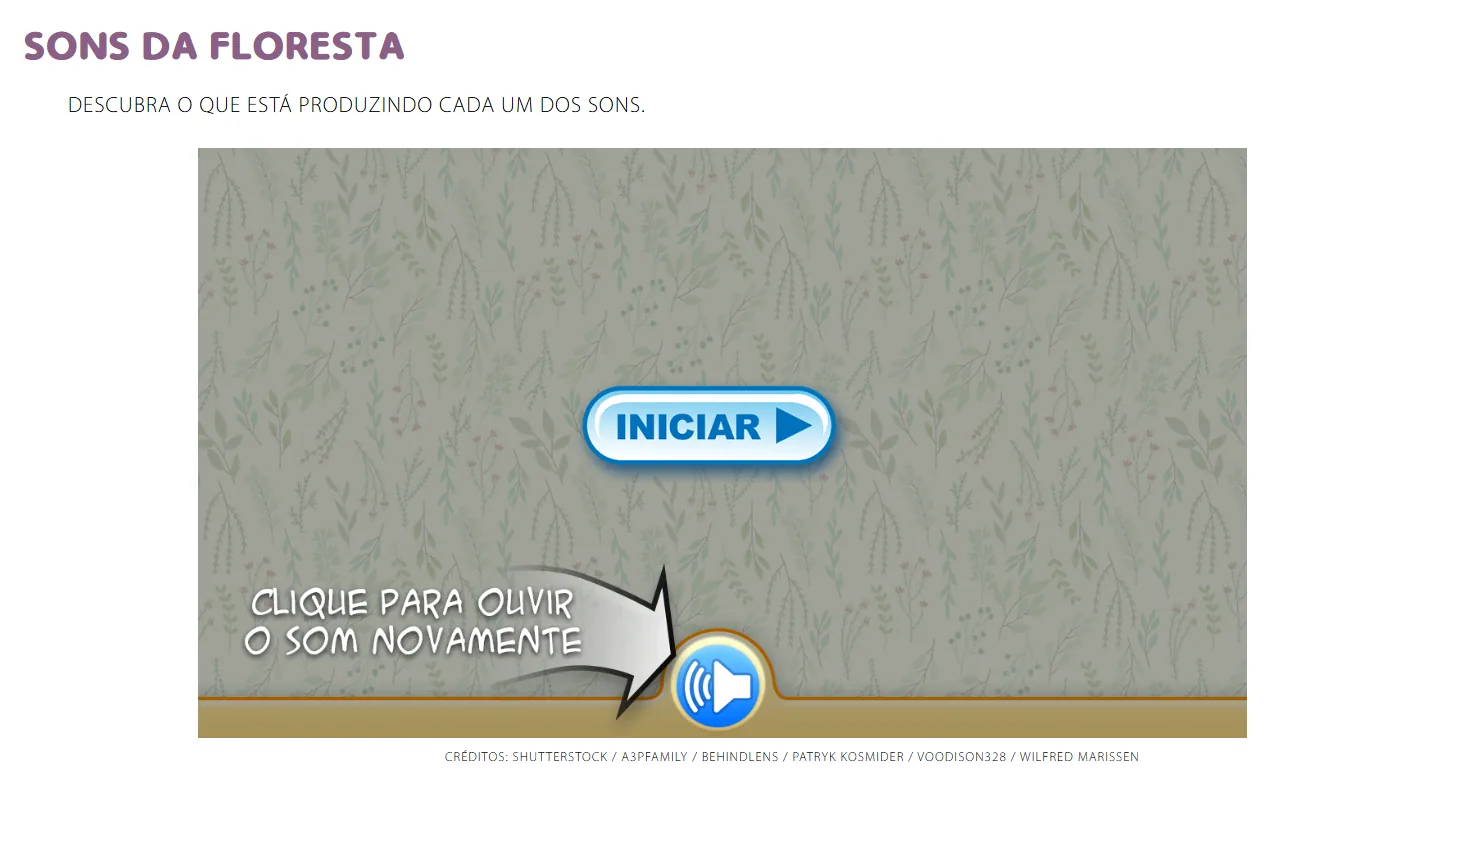 SONS DA FLORESTA
DESCUBRA O QUE ESTÁ PRODUZINDO CADA UM DOS SONS.
INICIAR
CLIQUE PARA OUVIR
O SOM NOVAMENTE
CRÉDITOS: SHUTTERSTOCK / A3PFAMILY / BEHINDLENS / PATRYK KOSMIDER / VOODISON328 / WILFRED MARISSEN